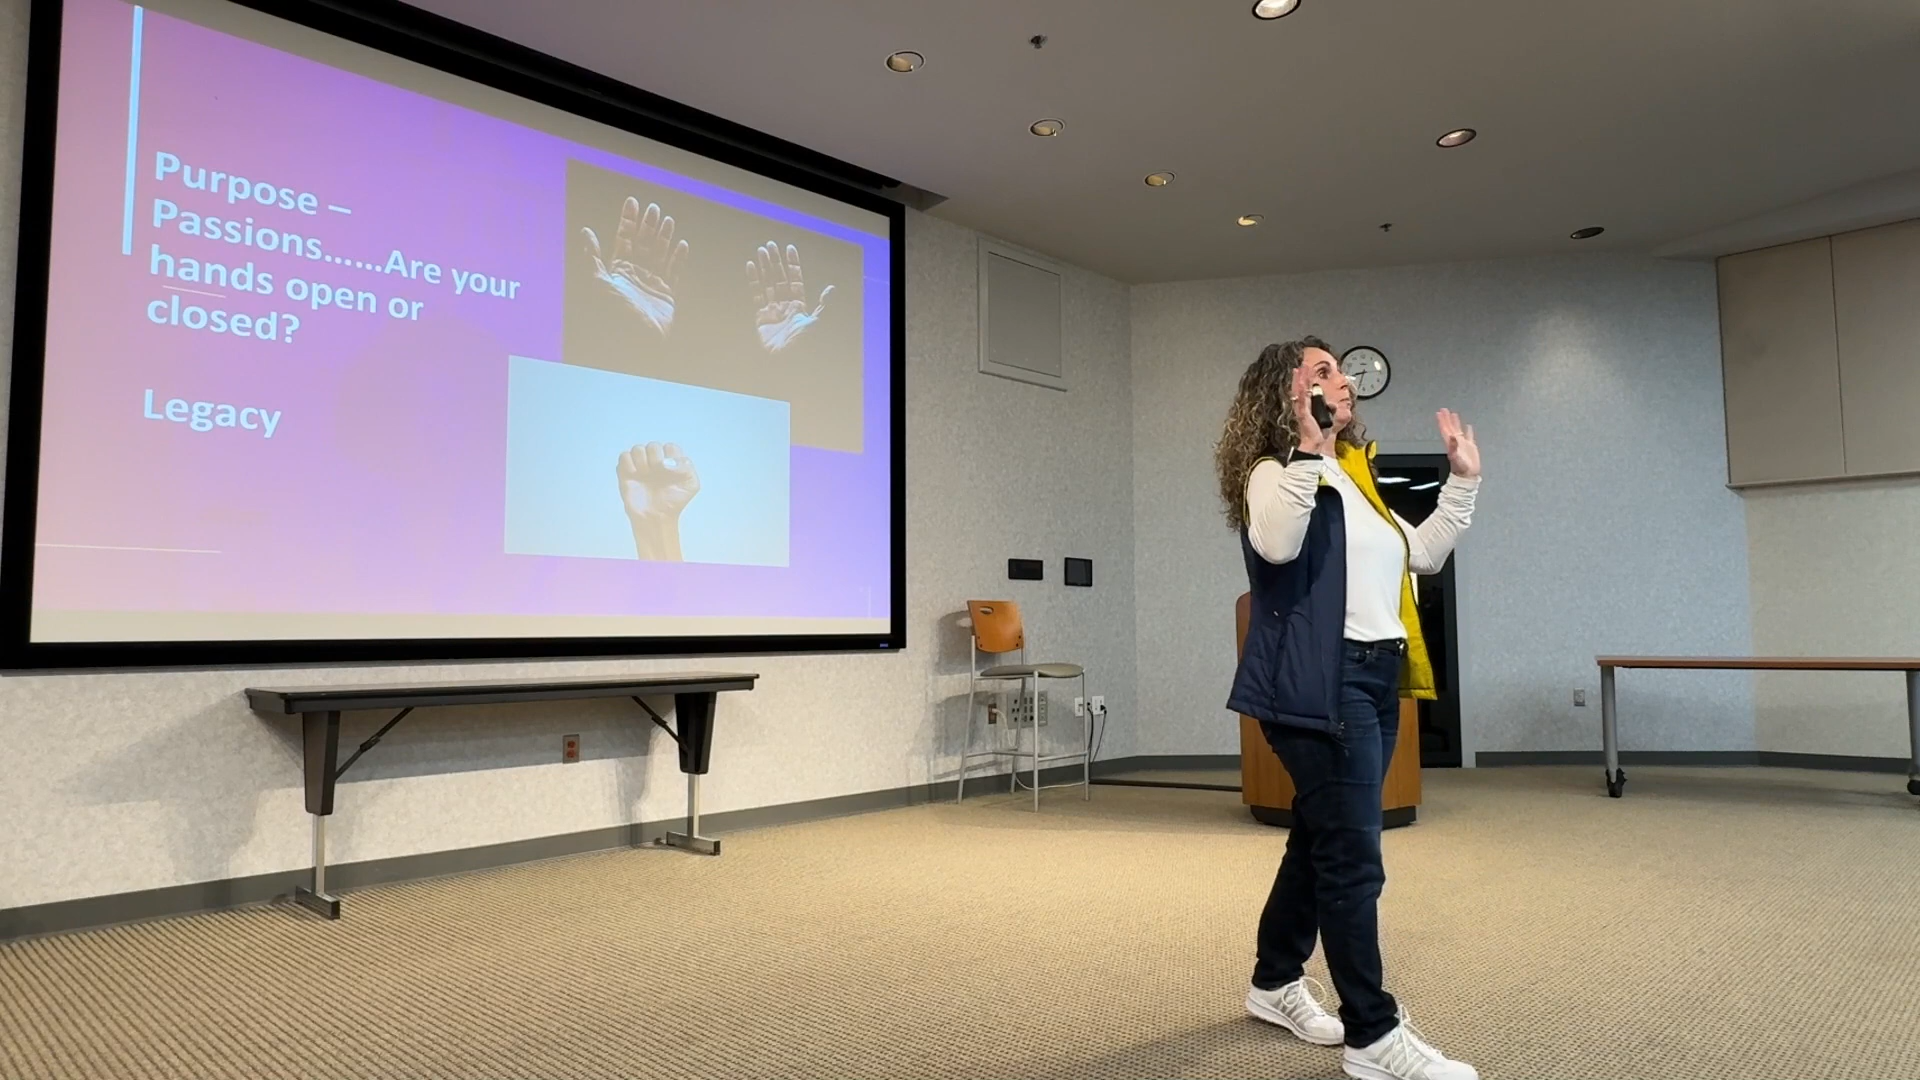 Purpose –
Passions......Are your
hands open or
closed?
Legacy